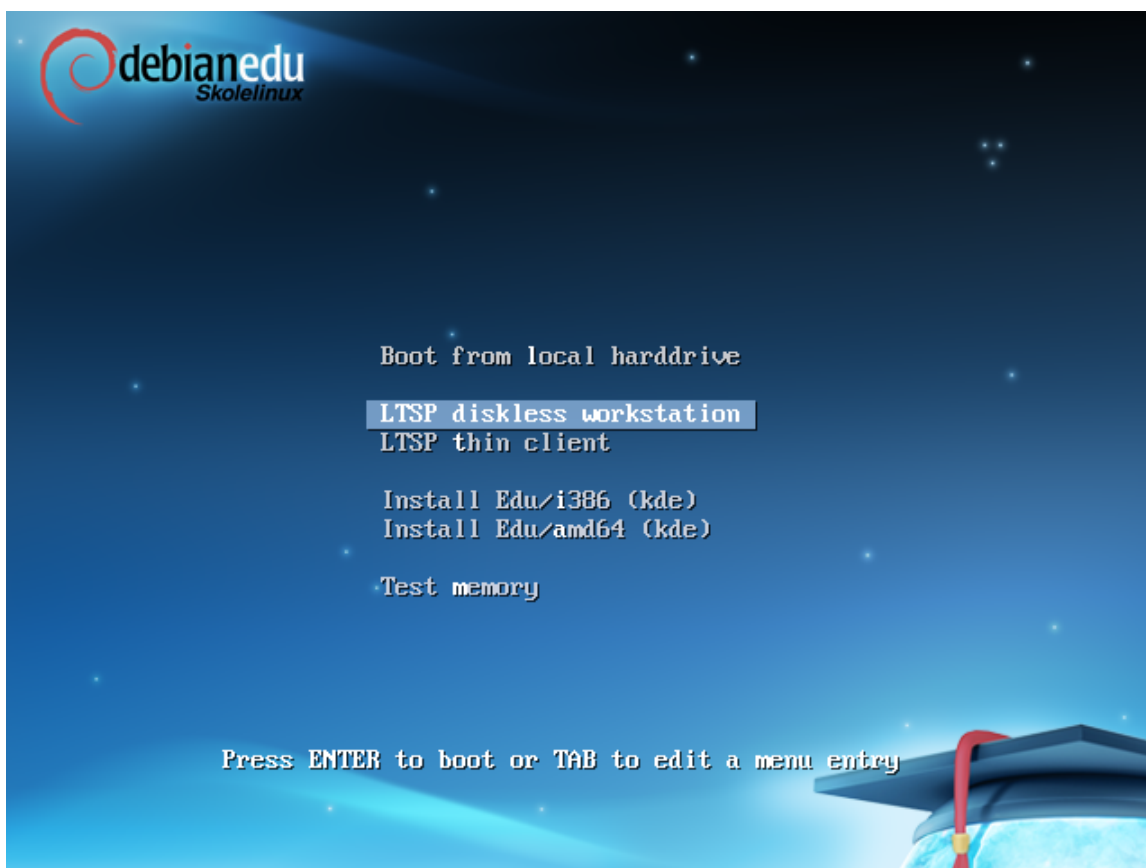 debianedu
Skolelinux
Boot from local harddrive
LTSP diskless workstation
LTSP thin client
Install Edu/i386 (kde)
Install Edu/amd64 (kde)
Test memory
Press ENTER to boot or TAB to edit a menu entry